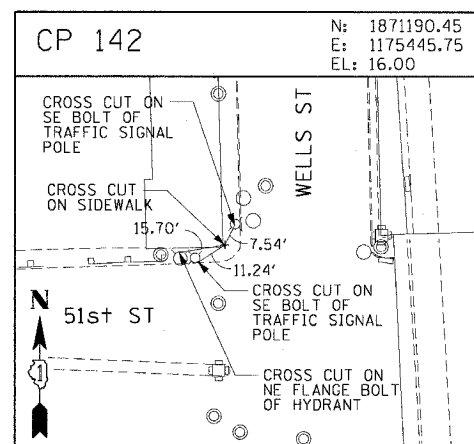 CP 142
N: 1871190.45
E: 1175445.75
EL: 16.00
CROSS CUT ON
SE BOLT OF
TRAFFIC SIGNAL
POLE
WELLS ST
CROSS CUT
ON SIDEWALK
15.70'
7.54'
11.24'
CROSS CUT ON
SE BOLT OF
TRAFFIC SIGNAL
POLE
N
51st ST
CROSS CUT ON
NE FLANGE BOLT
OF HYDRANT